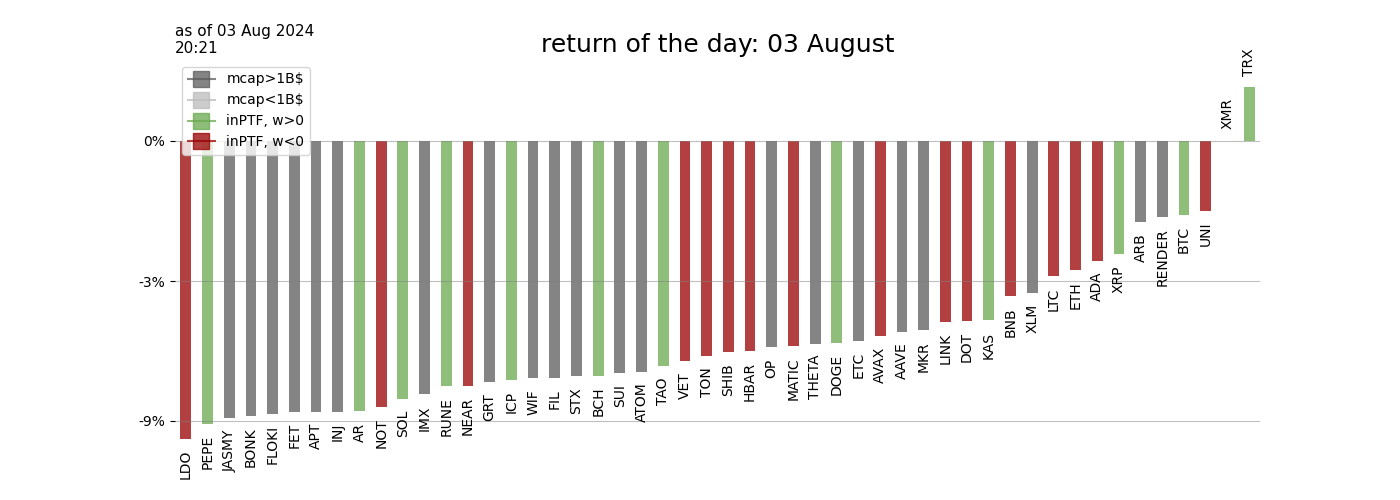 as of 03 Aug 2024
20:21
return of the day: 03 August
mcap>1B$
mcap<1B$
inPTF, w>0
inPTF, w<0
0%
-3%
-9%
LDO
PEPE
JASMY
BONK
FLOKI
FET
APT
INJ
AR
NOT
SOL
IMX
RUNE
NEAR
GRT
ICP
WIF
FIL
STX
BCH
SUI
ATOM
TAO
VET
TON
SHIB
HBAR
OP
MATIC
THETA
DOGE
ETC
AVAX
AAVE
MKR
LINK
DOT
KAS
BNB
XLM
LTC
ETH
ADA
XRP
ARB
RENDER
BTC
UNI
XMR
TRX